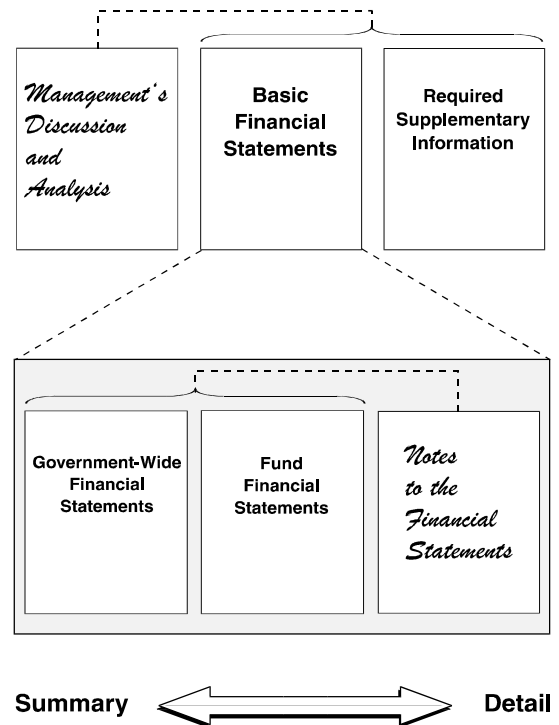 Management's
Discussion
and
Analysis
Basic
Financial
Statements
Required
Supplementary
Information
Government-Wide
Financial
Statements
Fund
Financial
Statements
Notes
to the
Financial
Statements
Summary
Detail